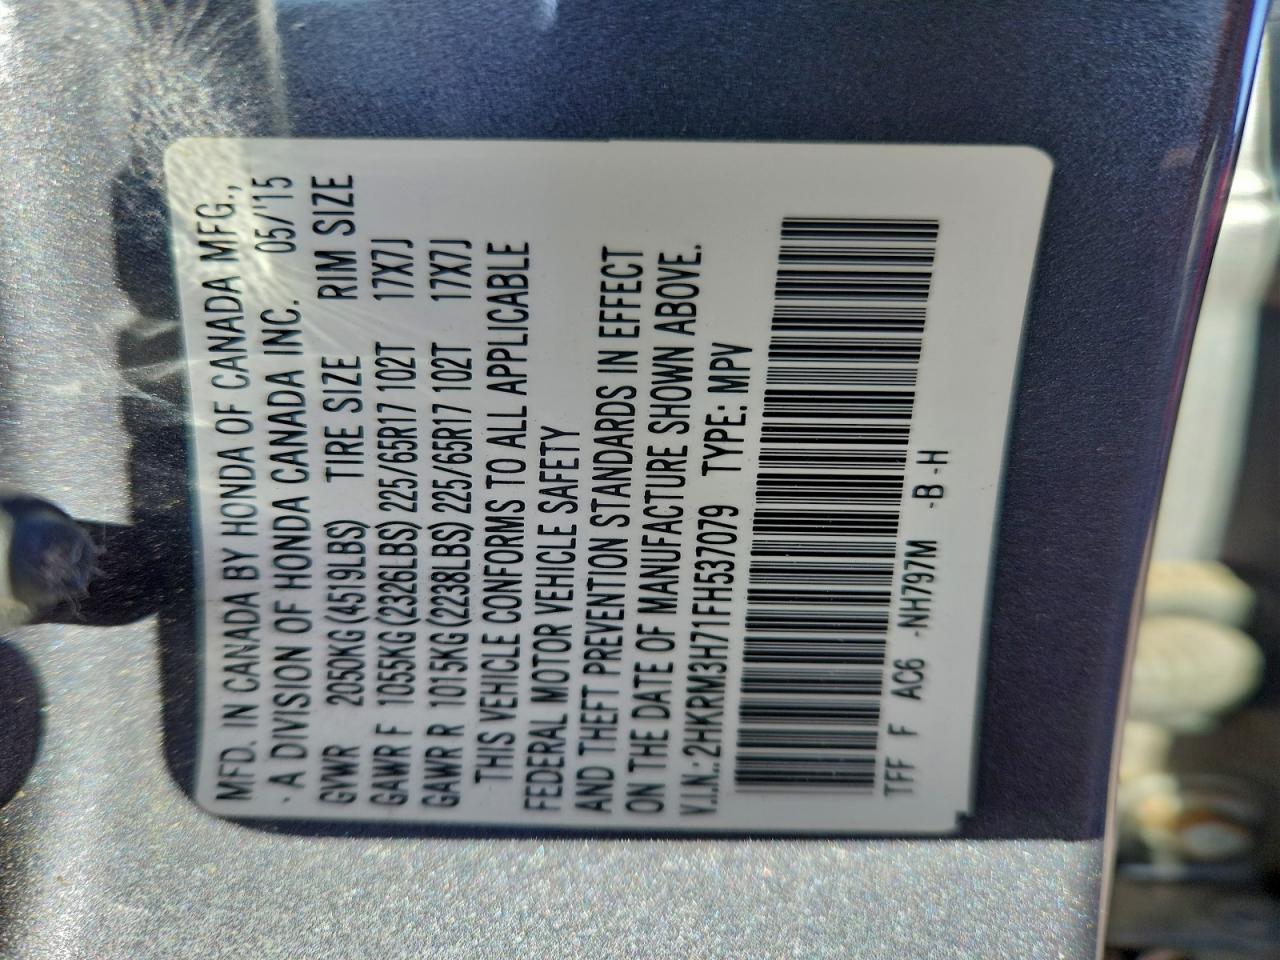 MFD. IN CANADA BY HONDA OF CANADA MFG.,
A DIVISION OF HONDA CANADA INC. 05/'15
GVWR 2050KG(4519LBS) TIRE SIZE RIM SIZE
GAWR F 1055KG(2326LBS) 225/65R17 102T 17X7J
GAWR R 1015KG(2238LBS) 225/65R17 102T 17X7J
THIS VEHICLE CONFORMS TO ALL APPLICABLE
FEDERAL MOTOR VEHICLE SAFETY
AND THEFT PREVENTION STANDARDS IN EFFECT
ON THE DATE OF MANUFACTURE SHOWN ABOVE.
V.I.N.:2HKRM3H71FH537079 TYPE: MPV
TFF F AC6 -NH797M -B-H